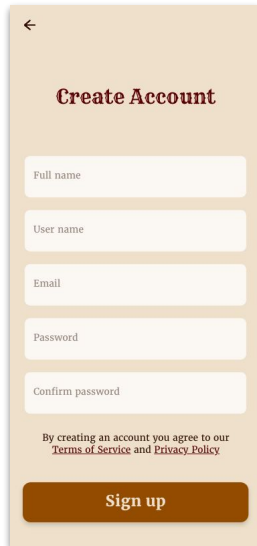 Create Account
Full name
User name
Email
Password
Confirm password
By creating an account you agree to our
Terms of Service and Privacy Policy
Sign up